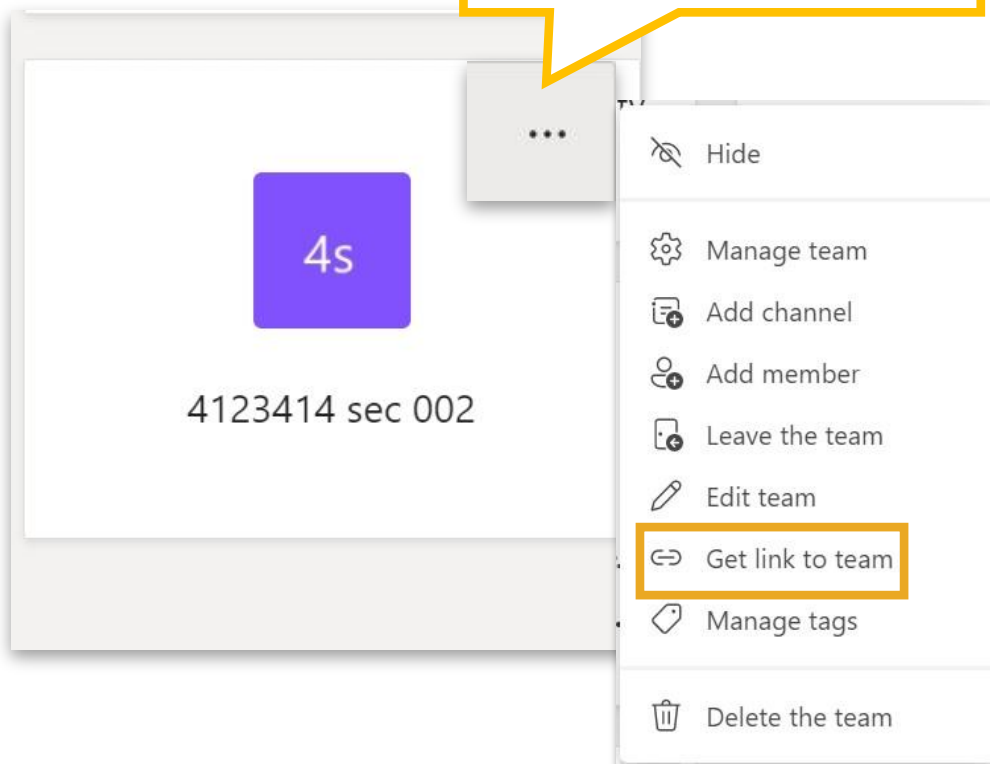 ...
4s
4123414 sec 002
Hide
Manage team
Add channel
Add member
Leave the team
Edit team
Get link to team
Manage tags
Delete the team